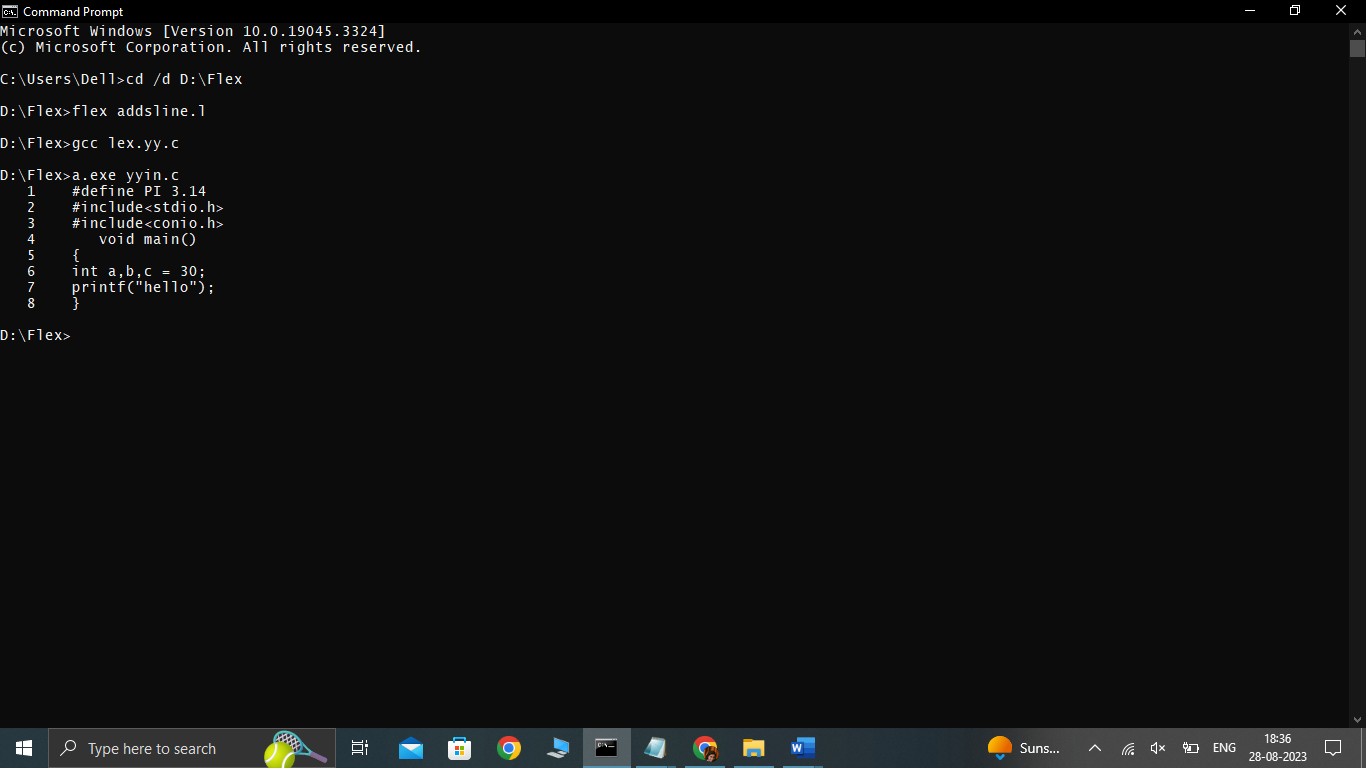 Command Prompt
Microsoft Windows [Version 10.0.19045.3324]
(c) Microsoft Corporation. All rights reserved.
C:\Users\Dell>cd /d D:\Flex
D:\Flex>flex addsline.l
D:\Flex>gcc lex.yy.c
D:\Flex>a.exe yyin.c
1    #define PI 3.14
2    #include<stdio.h>
3    #include<conio.h>
4       void main()
5    {
6    int a,b,c = 30;
7    printf("hello");
8    }
D:\Flex>
Type here to search
Suns...
ENG
18:36
28-08-2023